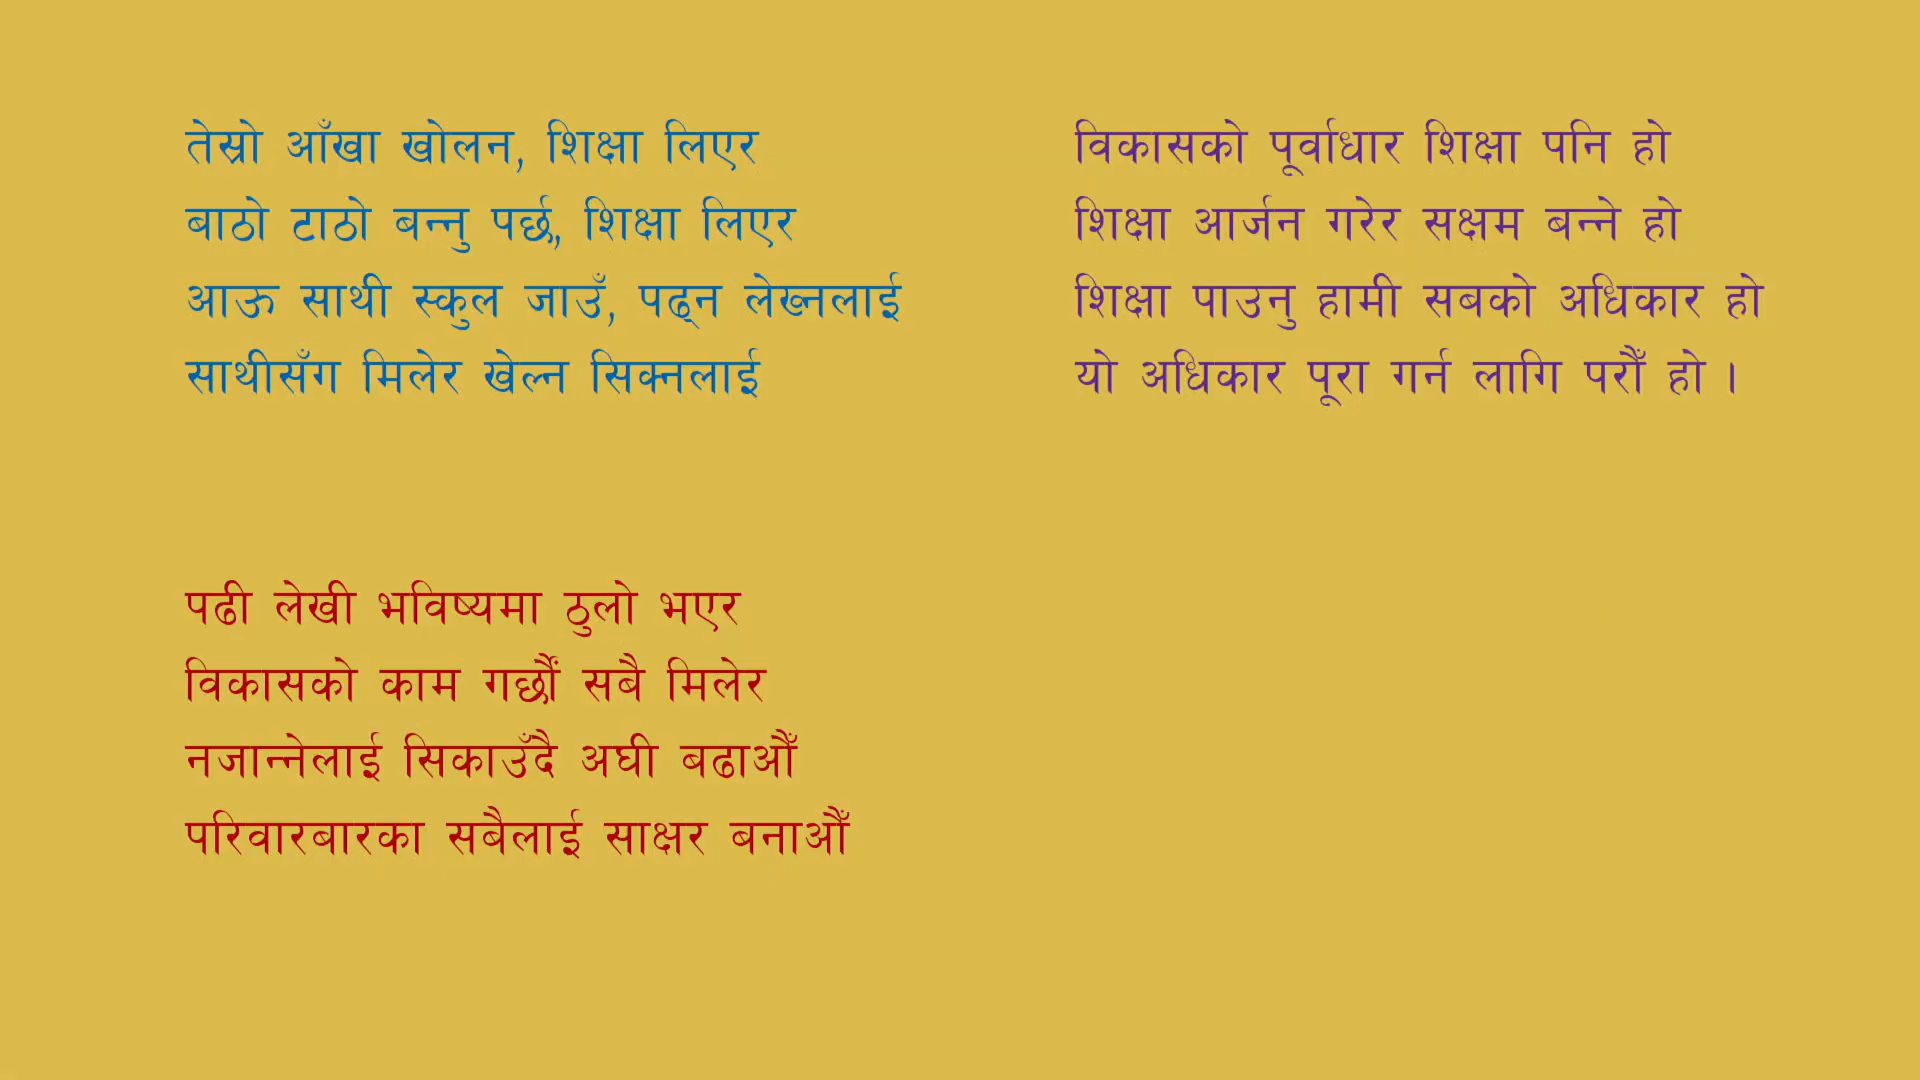 तेस्रो आँखा खोलन, शिक्षा लिएर
बाठो टाठो बन्नु पर्छ, शिक्षा लिएर
आऊ साथी स्कुल जाउँ, पढ्न लेख्नलाई
साथीसँग मिलेर खेल्न सिक्नलाई
पढी लेखी भविष्यमा ठुलो भएर
विकासको काम गर्छौं सबै मिलेर
नजान्नेलाई सिकाउँदै अघी बढाऔँ
परिवारबारका सबैलाई साक्षर बनाऔँ
विकासको पूर्वाधार शिक्षा पनि हो
शिक्षा आर्जन गरेर सक्षम बन्ने हो
शिक्षा पाउनु हामी सबको अधिकार हो
यो अधिकार पूरा गर्न लागि परौँ हो ।